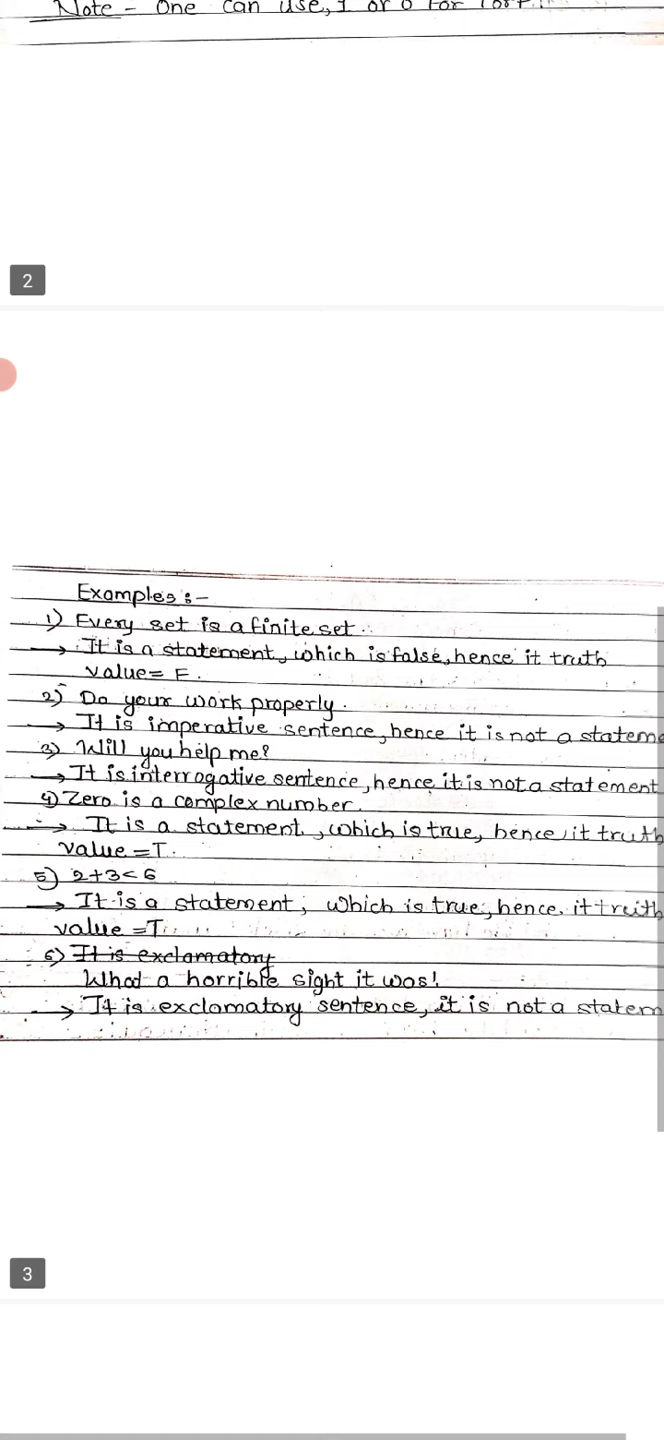 Note - One can use, 1 or 0 for T or F.
2
Examples :-
1) Every set is a finite set.
→ It is a statement, which is false, hence it truth
value = F.
2) Do your work properly.
→ It is imperative sentence, hence it is not a stateme
3) Will you help me?
→ It is interrogative sentence, hence it is not a statement
4) Zero is a complex number.
→ It is a statement, which is true, hence, it truth
value = T.
5) 2+3<6
→ It is a statement, which is true, hence, it truth
value = T
6) It is exclamatory
What a horrible sight it was!
→ It is exclamatory sentence, it is not a statem
3